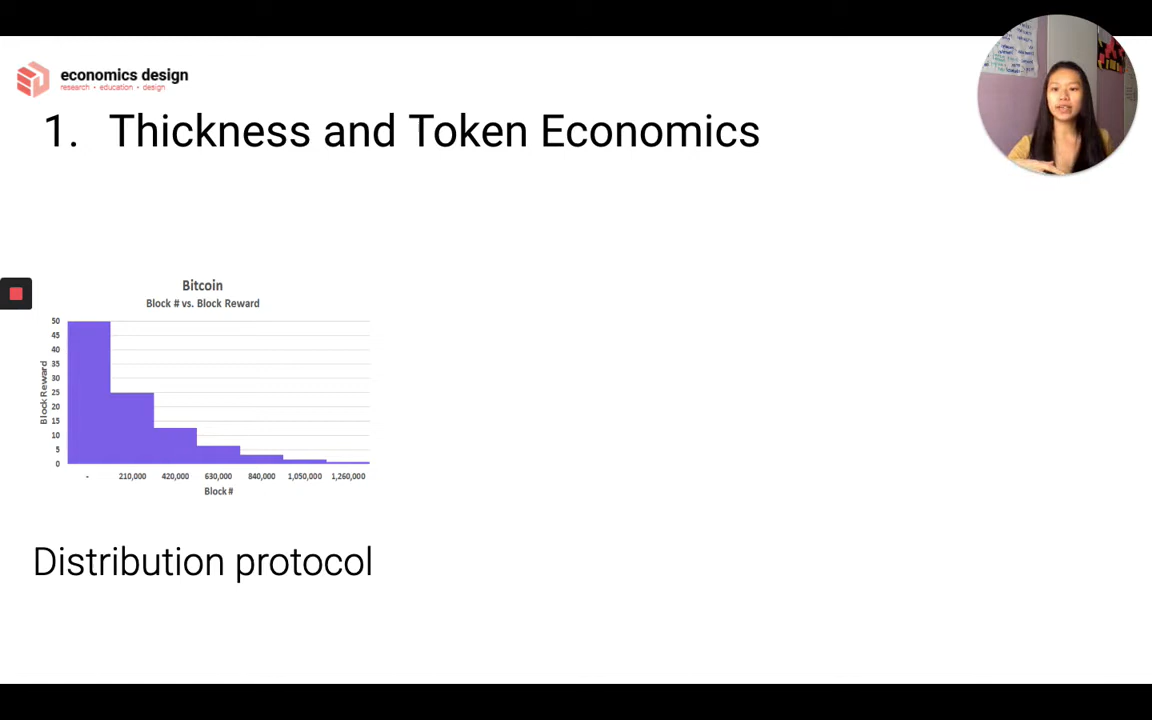 economics design
research • education • design
1. Thickness and Token Economics
Bitcoin
Block # vs. Block Reward
50
45
40
35
30
25
20
15
10
5
0
Block Reward
- 210,000 420,000 630,000 840,000 1,050,000 1,260,000
Block #
Distribution protocol